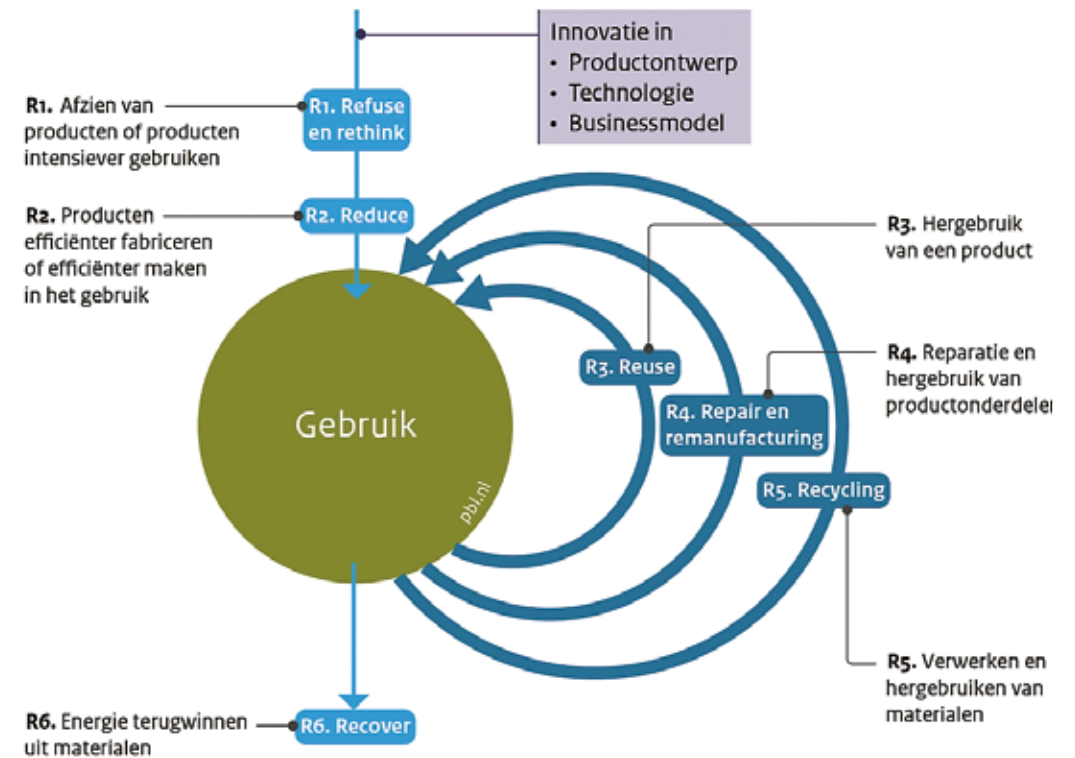 Innovatie in
• Productontwerp
• Technologie
• Businessmodel
R1. Afzien van
producten of producten
intensiever gebruiken
R1. Refuse
en rethink
R2. Producten
efficiënter fabriceren
of efficiënter maken
in het gebruik
R2. Reduce
R3. Hergebruik
van een product
R3. Reuse
R4. Reparatie en
hergebruik van
productonderdele
R4. Repair en
remanufacturing
Gebruik
pbl.nl
R5. Recycling
R5. Verwerken en
hergebruiken van
materialen
R6. Energie terugwinnen
uit materialen
R6. Recover